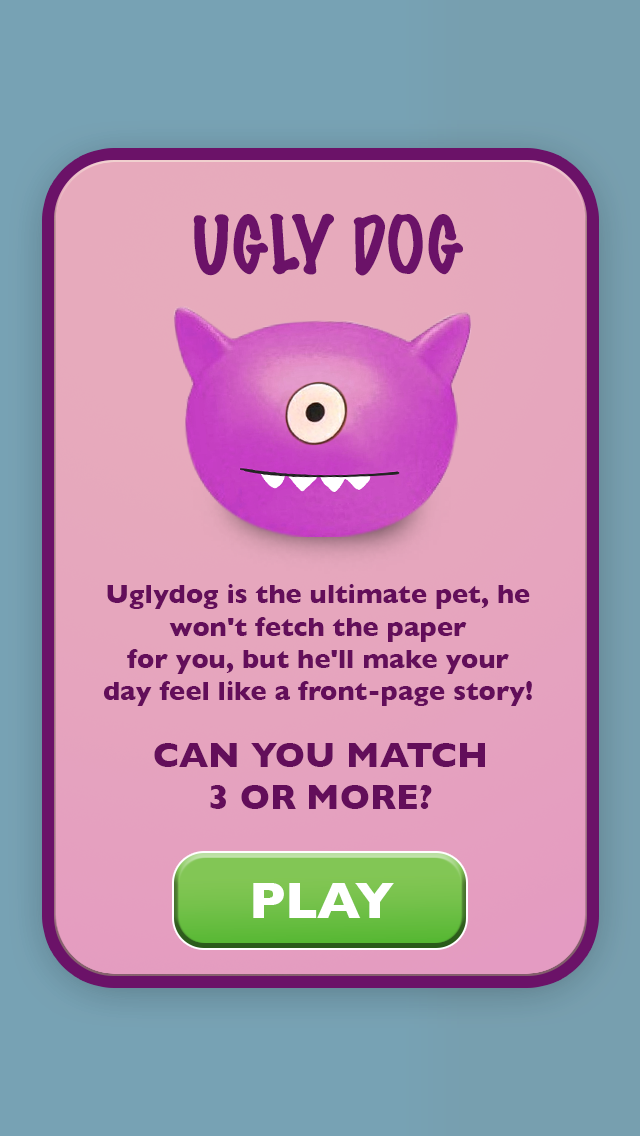 UGLY DOG
Uglydog is the ultimate pet, he
won't fetch the paper
for you, but he'll make your
day feel like a front-page story!
CAN YOU MATCH
3 OR MORE?
PLAY